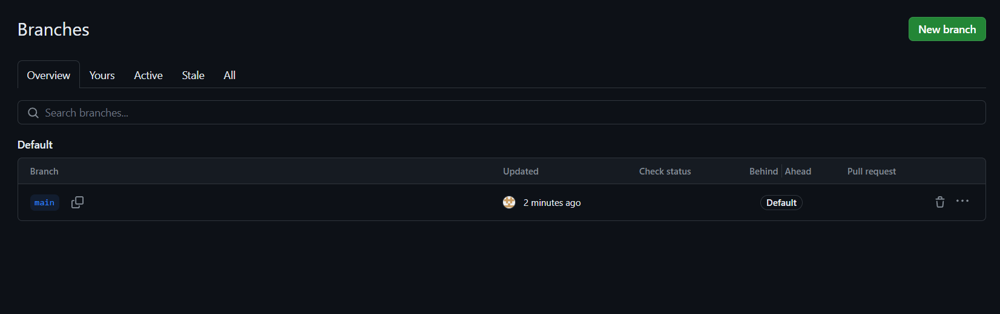 Branches
New branch
Overview Yours Active Stale All
Search branches...
Default
Branch Updated Check status Behind Ahead Pull request
main 2 minutes ago Default